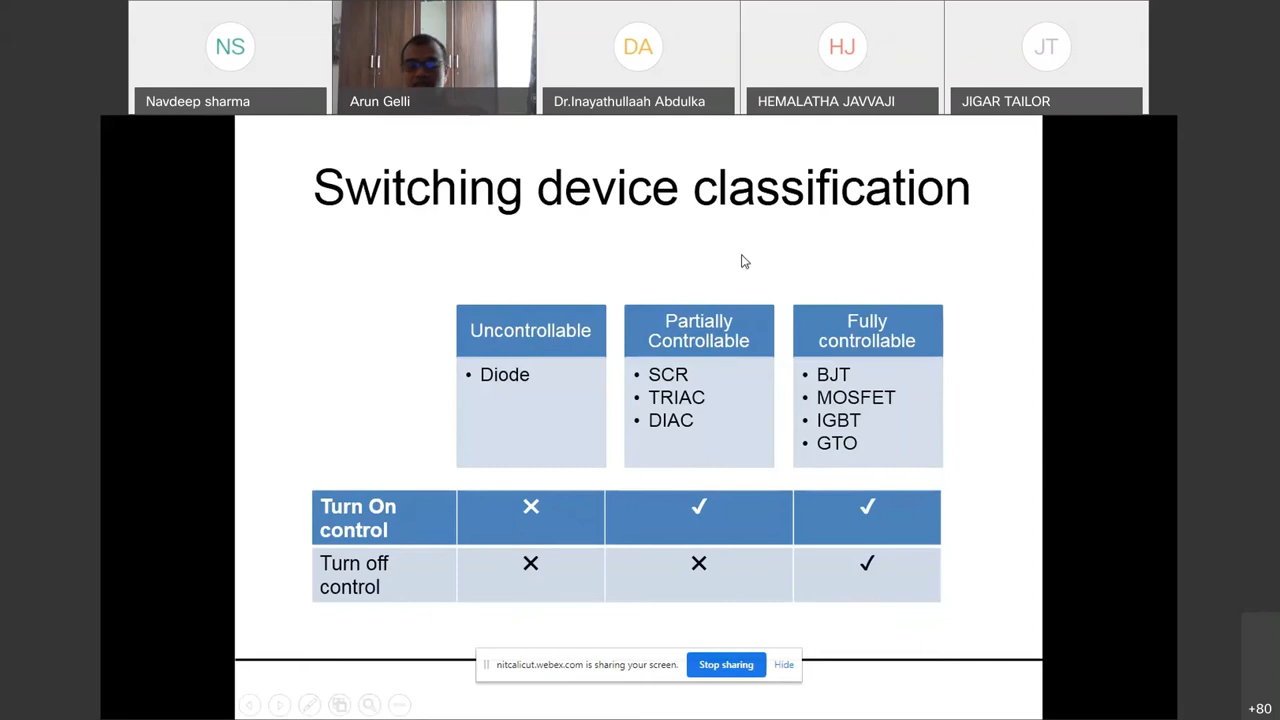 NS
DA
HJ
JT
Navdeep sharma
Arun Gelli
Dr.Inayathullaah Abdulka
HEMALATHA JAVVAJI
JIGAR TAILOR
Switching device classification
Uncontrollable
• Diode
Partially
Controllable
• SCR
• TRIAC
• DIAC
Fully
controllable
• BJT
• MOSFET
• IGBT
• GTO
Turn On
control
✕ ✓ ✓
Turn off
control
✕ ✕ ✓
nitcalicut.webex.com is sharing your screen. Stop sharing Hide
+80